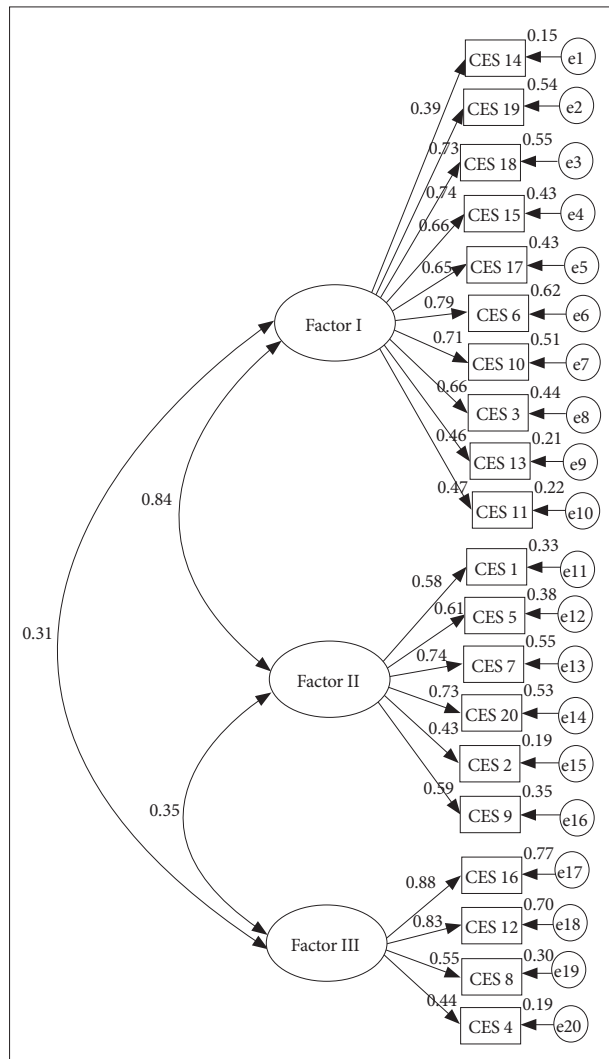 0.15
CES 14
e1
0.39
0.54
CES 19
e2
0.73
0.55
CES 18
e3
0.74
0.43
CES 15
e4
0.66
0.43
CES 17
e5
0.65
0.62
CES 6
e6
0.79
0.51
CES 10
e7
0.71
Factor I
0.44
CES 3
e8
0.66
0.21
CES 13
e9
0.46
0.22
CES 11
e10
0.47
0.84
0.33
CES 1
e11
0.58
0.38
CES 5
e12
0.61
0.31
0.55
CES 7
e13
0.74
Factor II
0.53
CES 20
e14
0.73
0.19
CES 2
e15
0.43
0.35
CES 9
e16
0.59
0.35
0.77
CES 16
e17
0.88
0.70
CES 12
e18
0.83
Factor III
0.30
CES 8
e19
0.55
0.19
CES 4
e20
0.44